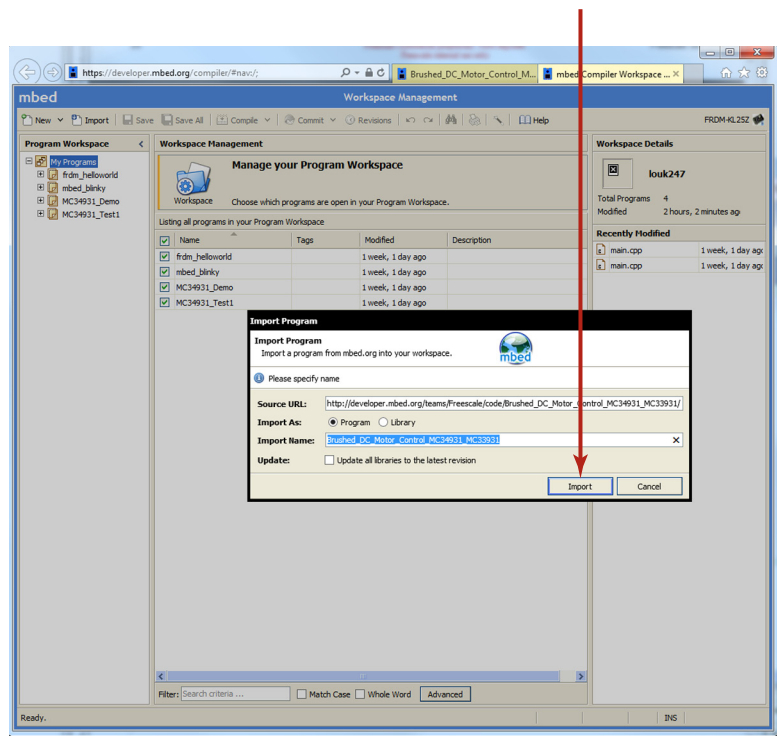 https://developer.mbed.org/compiler/#nav:/;
Brushed_DC_Motor_Control_M...
mbed Compiler Workspace ...
mbed
Workspace Management
New Import Save Save All Compile Commit Revisions Help FRDM-KL25Z
Program Workspace
My Programs
frdm_helloworld
mbed_blinky
MC34931_Demo
MC34931_Test1
Workspace Management
Workspace
Manage your Program Workspace
Choose which programs are open in your Program Workspace.
Listing all programs in your Program Workspace
Name Tags Modified Description
frdm_helloworld 1 week, 1 day ago
mbed_blinky 1 week, 1 day ago
MC34931_Demo 1 week, 1 day ago
MC34931_Test1 1 week, 1 day ago
Workspace Details
louk247
Total Programs 4
Modified 2 hours, 2 minutes ago
Recently Modified
main.cpp 1 week, 1 day ago
main.cpp 1 week, 1 day ago
Import Program
Import Program
Import a program from mbed.org into your workspace.
mbed
Please specify name
Source URL: http://developer.mbed.org/teams/Freescale/code/Brushed_DC_Motor_Control_MC34931_MC33931/
Import As: Program Library
Import Name: Brushed_DC_Motor_Control_MC34931_MC33931
Update: Update all libraries to the latest revision
Import Cancel
Filter: Search criteria ... Match Case Whole Word Advanced
Ready. INS